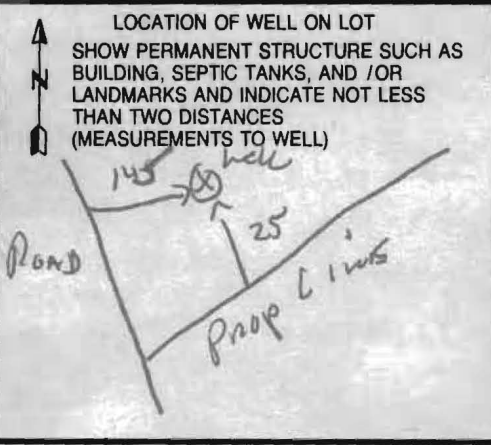 LOCATION OF WELL ON LOT
SHOW PERMANENT STRUCTURE SUCH AS
BUILDING, SEPTIC TANKS, AND /OR
LANDMARKS AND INDICATE NOT LESS
THAN TWO DISTANCES
(MEASUREMENTS TO WELL)
N
145
well
25
ROAD
Prop Lines